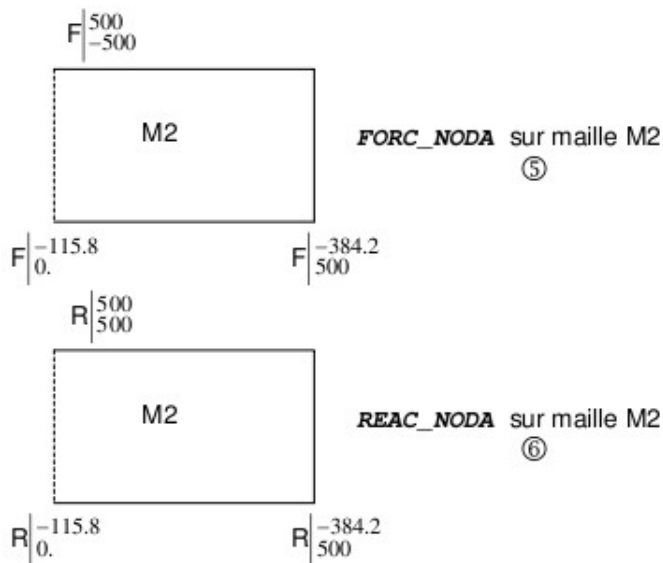 F 500
-500
M2
FORC_NODA sur maille M2
⑤
F -115.8
0.
F -384.2
500
R 500
500
M2
REAC_NODA sur maille M2
⑥
R -115.8
0.
R -384.2
500